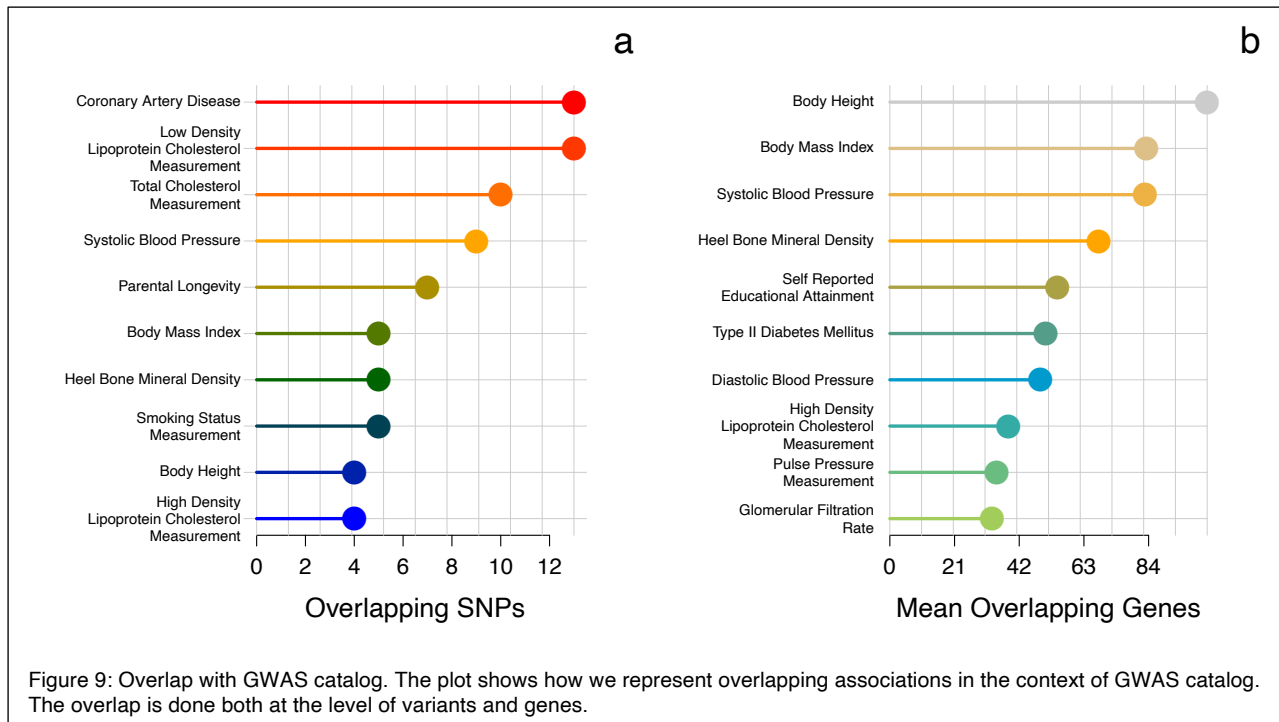 a
Coronary Artery Disease
Low Density
Lipoprotein Cholesterol
Measurement
Total Cholesterol
Measurement
Systolic Blood Pressure
Parental Longevity
Body Mass Index
Heel Bone Mineral Density
Smoking Status
Measurement
Body Height
High Density
Lipoprotein Cholesterol
Measurement
0 2 4 6 8 10 12
Overlapping SNPs
b
Body Height
Body Mass Index
Systolic Blood Pressure
Heel Bone Mineral Density
Self Reported
Educational Attainment
Type II Diabetes Mellitus
Diastolic Blood Pressure
High Density
Lipoprotein Cholesterol
Measurement
Pulse Pressure
Measurement
Glomerular Filtration
Rate
0 21 42 63 84
Mean Overlapping Genes
Figure 9: Overlap with GWAS catalog. The plot shows how we represent overlapping associations in the context of GWAS catalog.
The overlap is done both at the level of variants and genes.